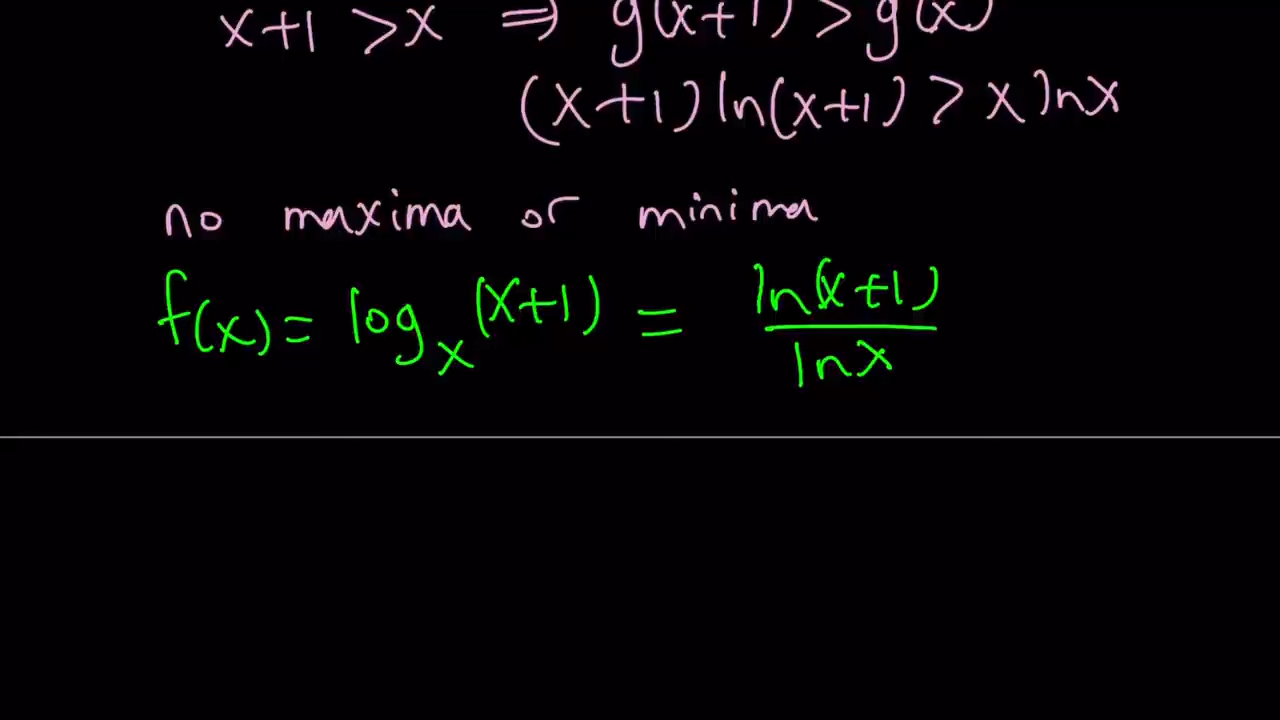 x+1 > x ⇒ g(x+1) > g(x)
(x+1) ln(x+1) > x ln x
no maxima or minima
f(x) = log_x (x+1) = ln(x+1) / ln x